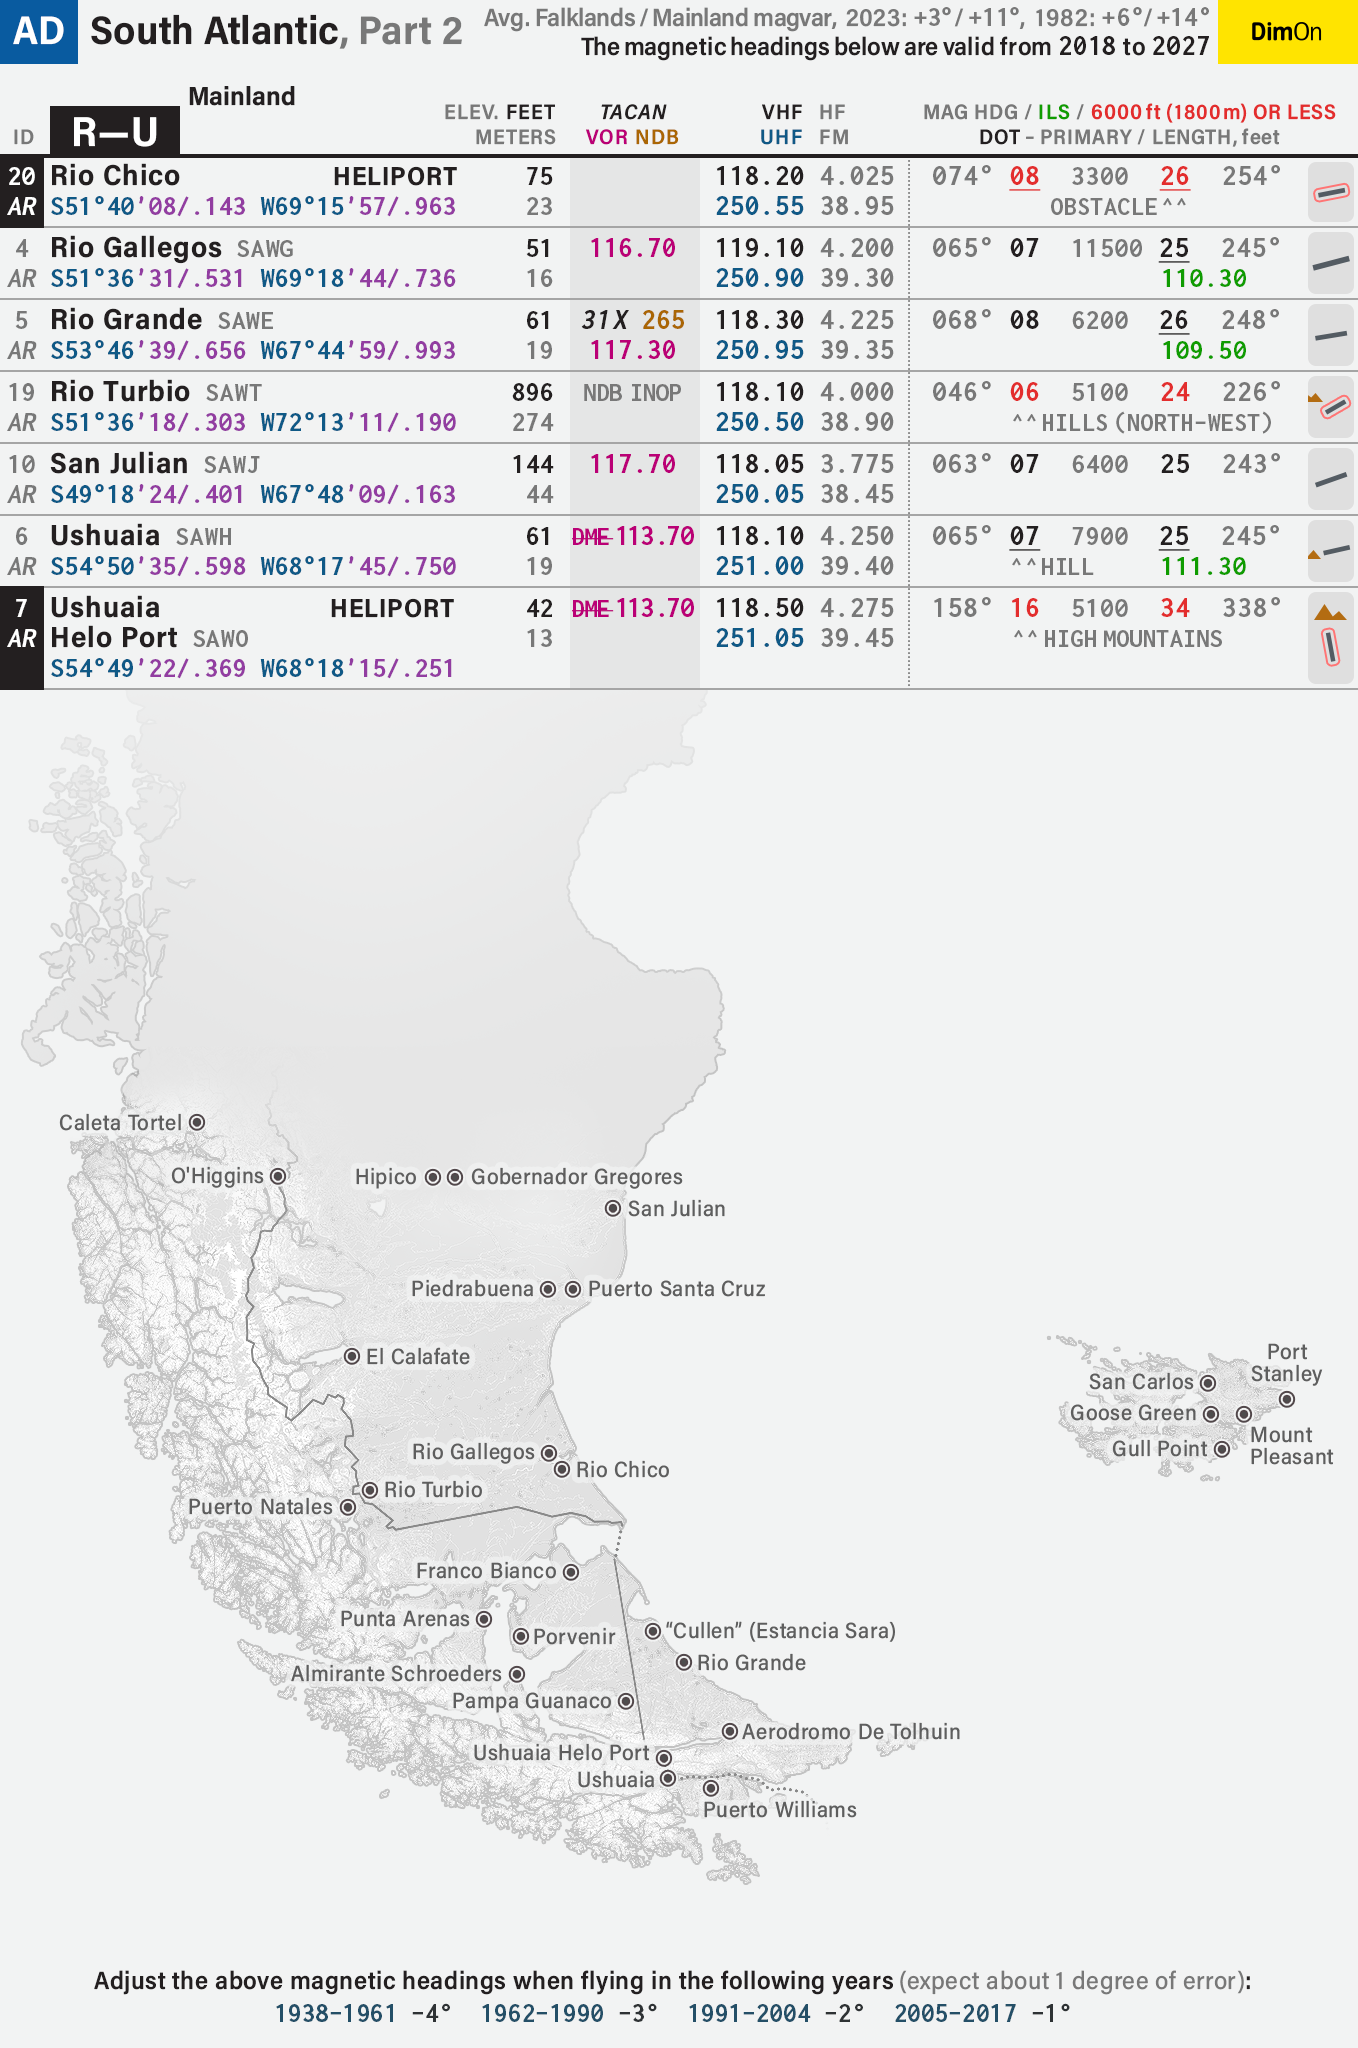 AD South Atlantic, Part 2 Avg. Falklands / Mainland magvar, 2023: +3°/ +11°, 1982: +6°/ +14° DimOn
The magnetic headings below are valid from 2018 to 2027
Mainland
ELEV. FEET TACAN VHF HF MAG HDG / ILS / 6000 ft (1800 m) OR LESS
ID R—U METERS VOR NDB UHF FM DOT – PRIMARY / LENGTH, feet
20 Rio Chico HELIPORT 75 118.20 4.025 074° 08 3300 26 254°
AR S51°40'08/.143 W69°15'57/.963 23 250.55 38.95 OBSTACLE ^^
4 Rio Gallegos SAWG 51 116.70 119.10 4.200 065° 07 11500 25 245°
AR S51°36'31/.531 W69°18'44/.736 16 250.90 39.30 110.30
5 Rio Grande SAWE 61 31X 265 118.30 4.225 068° 08 6200 26 248°
AR S53°46'39/.656 W67°44'59/.993 19 117.30 250.95 39.35 109.50
19 Rio Turbio SAWT 896 NDB INOP 118.10 4.000 046° 06 5100 24 226°
AR S51°36'18/.303 W72°13'11/.190 274 250.50 38.90 ^^ HILLS (NORTH-WEST)
10 San Julian SAWJ 144 117.70 118.05 3.775 063° 07 6400 25 243°
AR S49°18'24/.401 W67°48'09/.163 44 250.05 38.45
6 Ushuaia SAWH 61 DME 113.70 118.10 4.250 065° 07 7900 25 245°
AR S54°50'35/.598 W68°17'45/.750 19 251.00 39.40 ^^ HILL 111.30
7 Ushuaia HELIPORT 42 DME 113.70 118.50 4.275 158° 16 5100 34 338°
AR Helo Port SAWO 13 251.05 39.45 ^^ HIGH MOUNTAINS
S54°49'22/.369 W68°18'15/.251
Caleta Tortel
O'Higgins
Hipico
Gobernador Gregores
San Julian
Piedrabuena
Puerto Santa Cruz
El Calafate
Port
Stanley
San Carlos
Goose Green
Mount
Pleasant
Gull Point
Rio Gallegos
Rio Chico
Rio Turbio
Puerto Natales
Franco Bianco
Punta Arenas
Porvenir
"Cullen" (Estancia Sara)
Rio Grande
Almirante Schroeders
Pampa Guanaco
Aerodromo De Tolhuin
Ushuaia Helo Port
Ushuaia
Puerto Williams
Adjust the above magnetic headings when flying in the following years (expect about 1 degree of error):
1938–1961 –4° 1962–1990 –3° 1991–2004 –2° 2005–2017 –1°